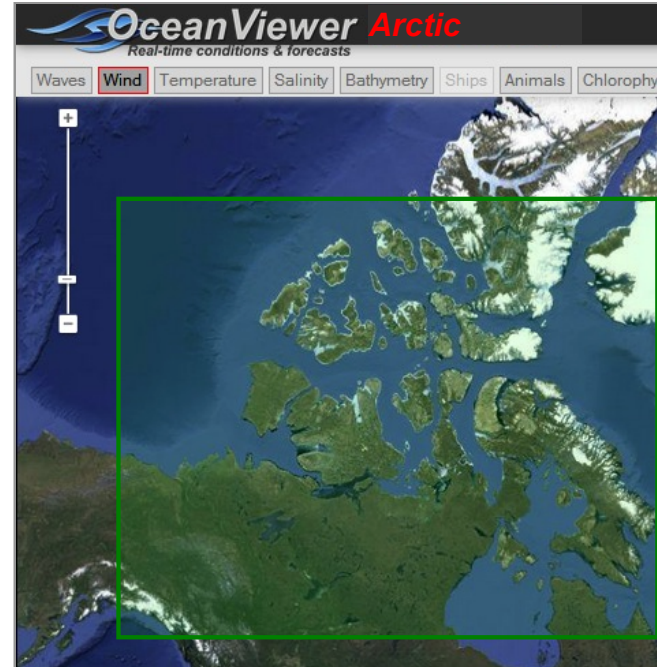 OceanViewer Arctic
Real-time conditions & forecasts
Waves Wind Temperature Salinity Bathymetry Ships Animals Chlorophy
+
-